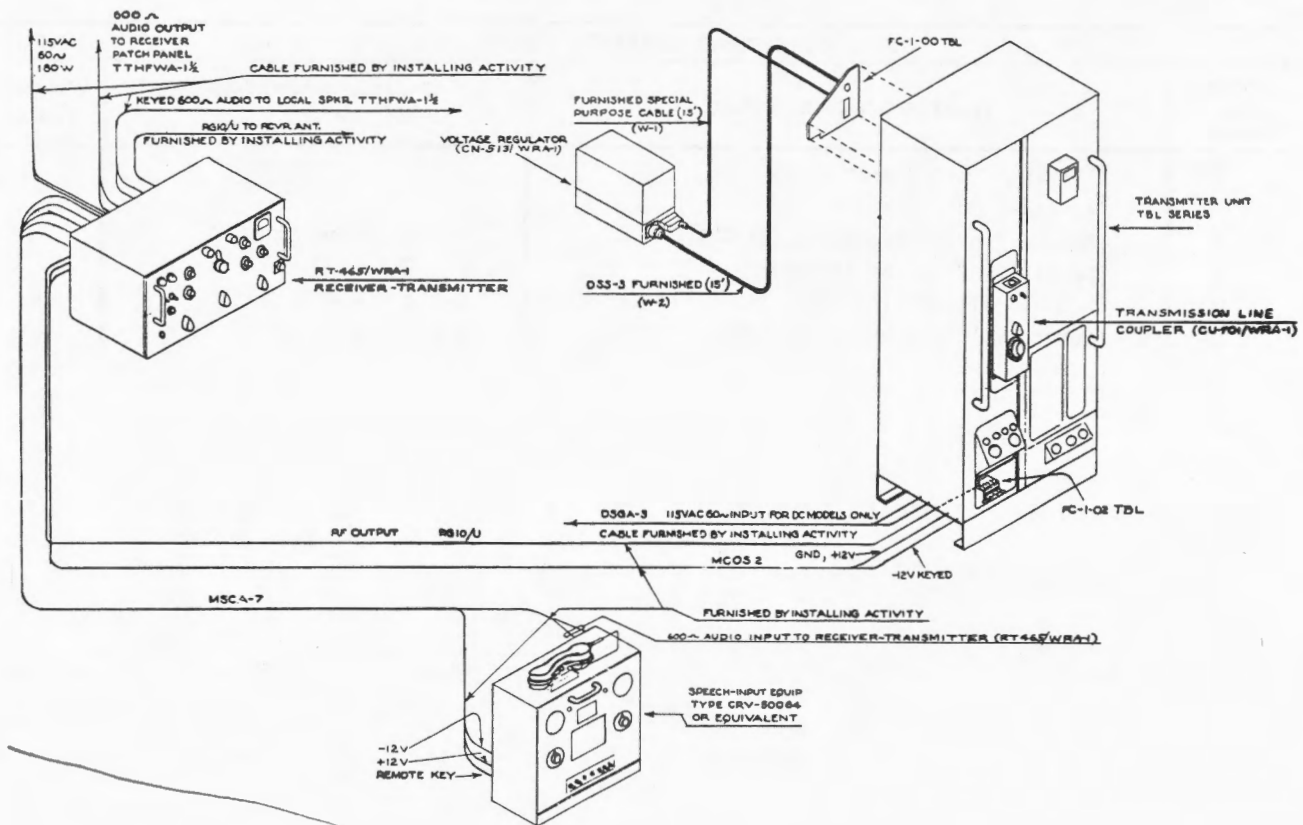 600 ~
AUDIO OUTPUT
TO RECEIVER
PATCH PANEL
TTHFWA-1½
115VAC
60~
180W
CABLE FURNISHED BY INSTALLING ACTIVITY
KEYED 600~ AUDIO TO LOCAL SPKR TTHFWA-1½
RG10/U TO RCVR ANT.
FURNISHED BY INSTALLING ACTIVITY
FURNISHED SPECIAL
PURPOSE CABLE (15')
(W-1)
VOLTAGE REGULATOR
(CN-513/WRA-1)
FC-1-00 TBL
TRANSMITTER UNIT
TBL SERIES
RT-465/WRA-1
RECEIVER-TRANSMITTER
DSS-3 FURNISHED (15')
(W-2)
TRANSMISSION LINE
COUPLER (CU-701/WRA-1)
FC-1-02 TBL
DSGA-3 115VAC 60~ INPUT FOR DC MODELS ONLY
RF OUTPUT RG10/U CABLE FURNISHED BY INSTALLING ACTIVITY
GND, +12V
MCOS 2
-12V KEYED
MSCA-7
FURNISHED BY INSTALLING ACTIVITY
600~ AUDIO INPUT TO RECEIVER-TRANSMITTER (RT465/WRA-1)
SPEECH-INPUT EQUIP
TYPE CRV-50064
OR EQUIVALENT
-12V
+12V
REMOTE KEY